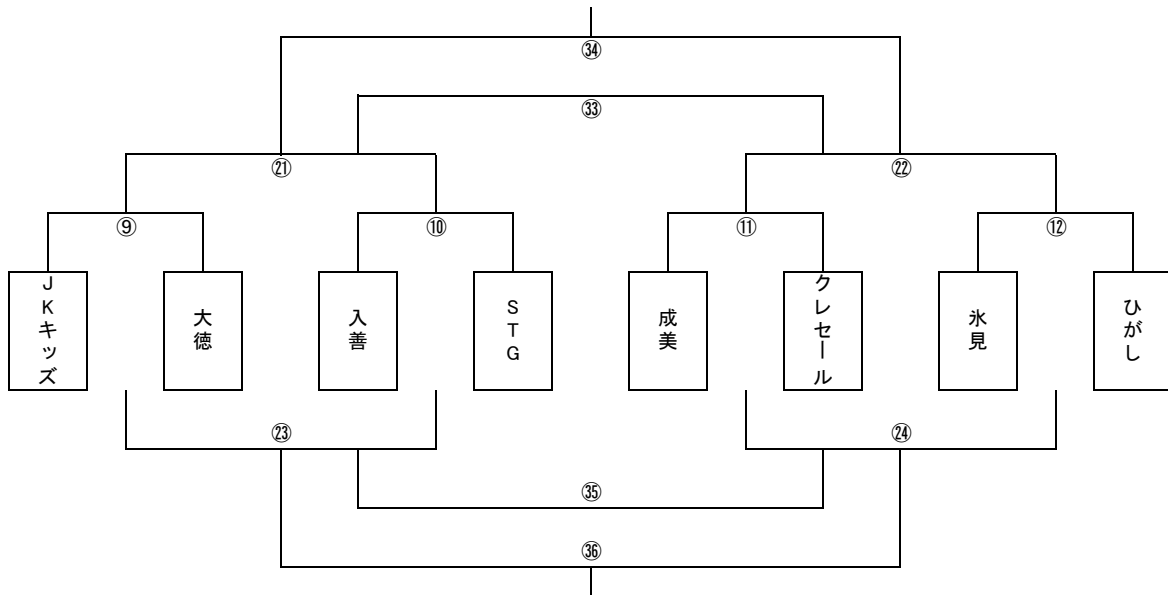 ㉞
㉝
㉑
㉒
⑨
⑩
⑪
⑫
JKキッズ
大徳
入善
STG
成美
クレセール
氷見
ひがし
㉓
㉔
㉟
㊱